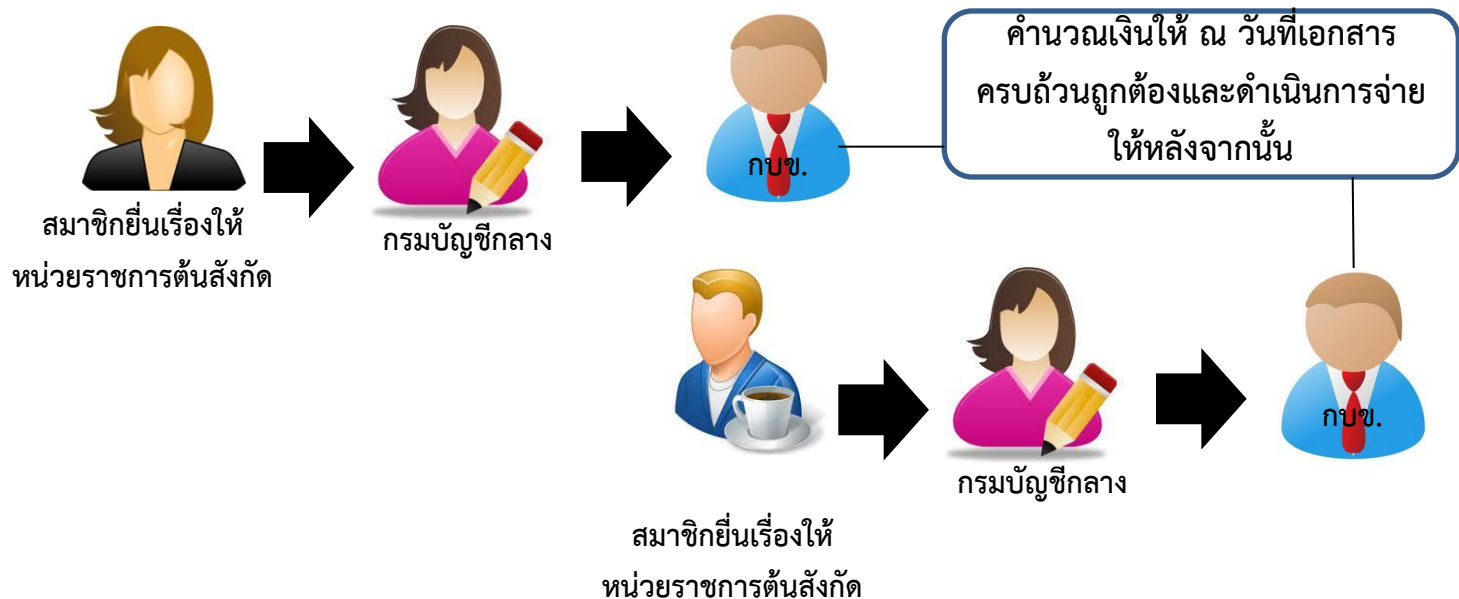 คำนวณเงินให้ ณ วันที่เอกสาร
ครบถ้วนถูกต้องและดำเนินการจ่าย
ให้หลังจากนั้น
กบข.
สมาชิกยื่นเรื่องให้
หน่วยราชการต้นสังกัด
กรมบัญชีกลาง
กบข.
กรมบัญชีกลาง
สมาชิกยื่นเรื่องให้
หน่วยราชการต้นสังกัด